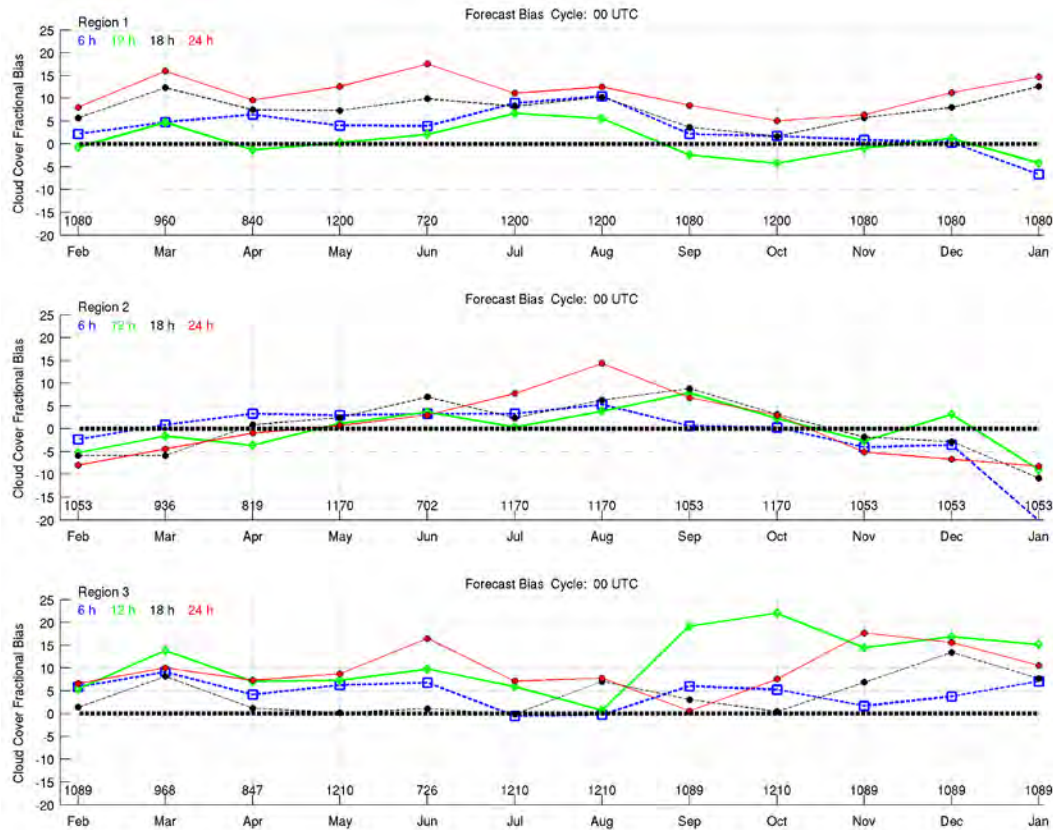 Forecast Bias Cycle: 00 UTC
Region 1
6 h 12 h 18 h 24 h
Cloud Cover Fractional Bias
25
20
15
10
5
0
-5
-10
-15
-20
1080 960 840 1200 720 1200 1200 1080 1200 1080 1080 1080
Feb Mar Apr May Jun Jul Aug Sep Oct Nov Dec Jan
Forecast Bias Cycle: 00 UTC
Region 2
6 h 12 h 18 h 24 h
Cloud Cover Fractional Bias
25
20
15
10
5
0
-5
-10
-15
-20
1053 936 819 1170 702 1170 1170 1053 1170 1053 1053 1053
Feb Mar Apr May Jun Jul Aug Sep Oct Nov Dec Jan
Forecast Bias Cycle: 00 UTC
Region 3
6 h 12 h 18 h 24 h
Cloud Cover Fractional Bias
25
20
15
10
5
0
-5
-10
-15
-20
1089 968 847 1210 726 1210 1210 1089 1210 1089 1089 1089
Feb Mar Apr May Jun Jul Aug Sep Oct Nov Dec Jan